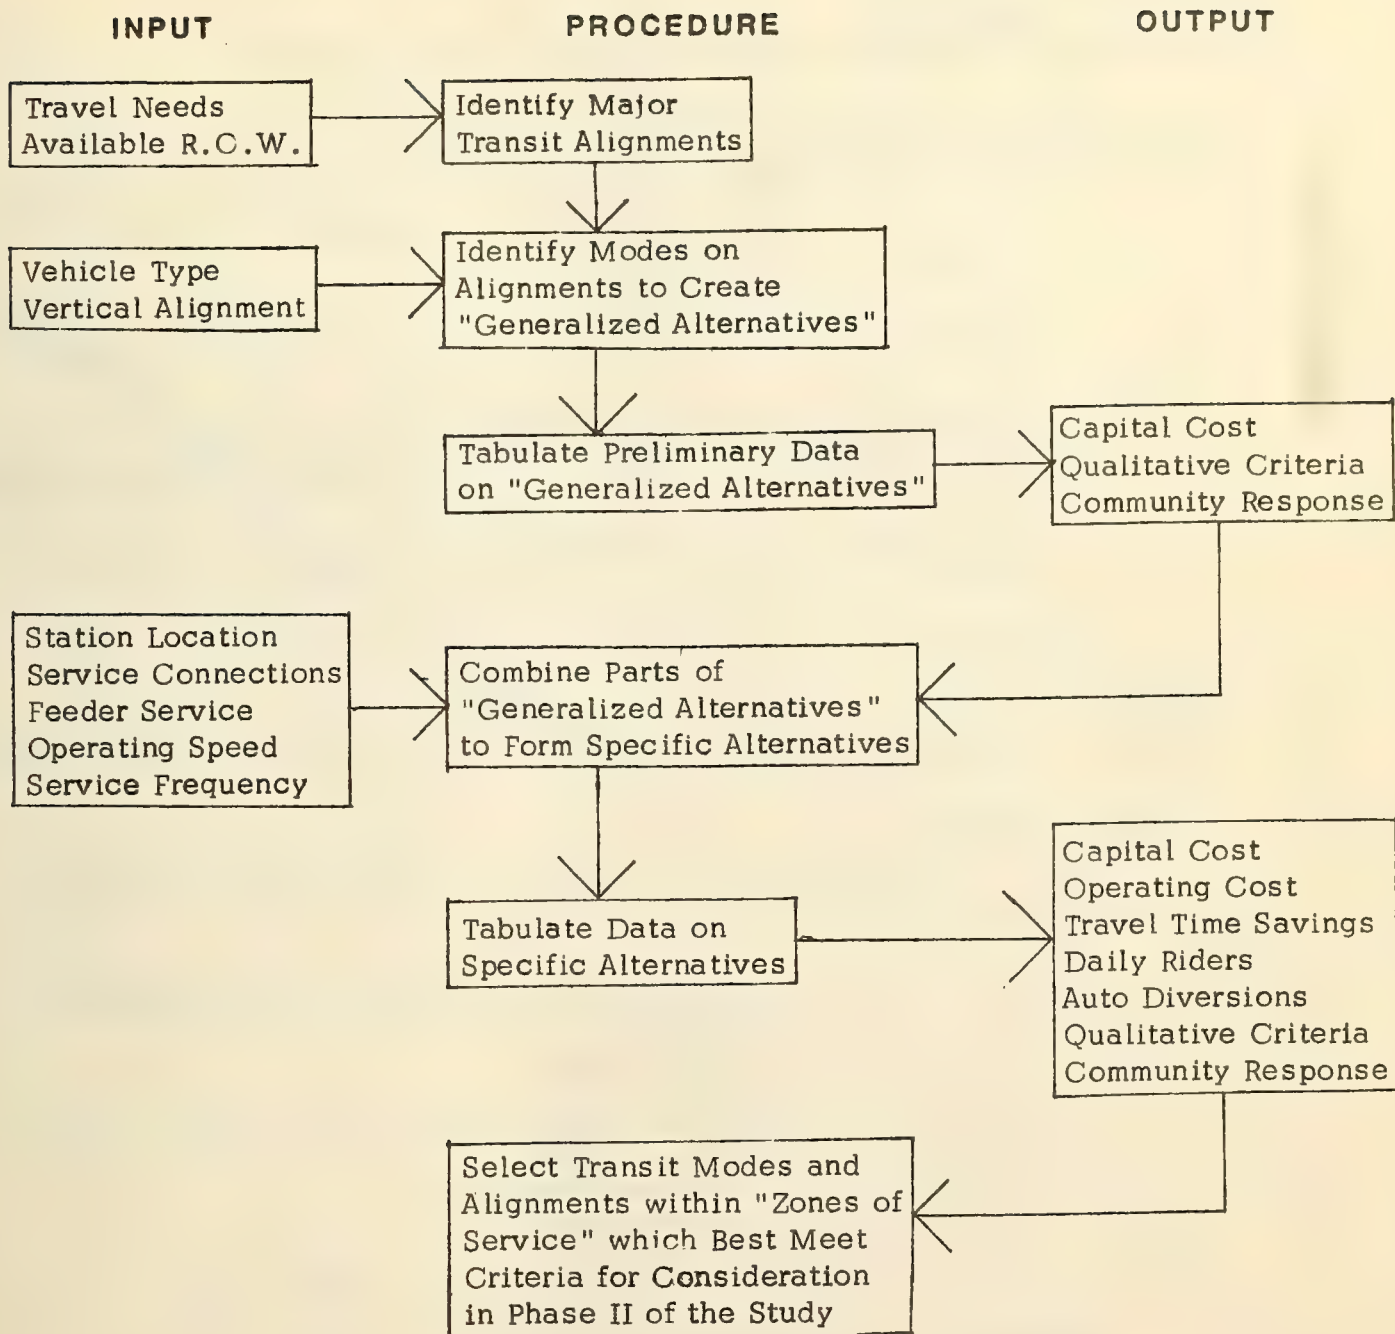 INPUT
PROCEDURE
OUTPUT
Travel Needs
Available R.C.W.
Identify Major
Transit Alignments
Vehicle Type
Vertical Alignment
Identify Modes on
Alignments to Create
"Generalized Alternatives"
Tabulate Preliminary Data
on "Generalized Alternatives"
Capital Cost
Qualitative Criteria
Community Response
Station Location
Service Connections
Feeder Service
Operating Speed
Service Frequency
Combine Parts of
"Generalized Alternatives"
to Form Specific Alternatives
Tabulate Data on
Specific Alternatives
Capital Cost
Operating Cost
Travel Time Savings
Daily Riders
Auto Diversions
Qualitative Criteria
Community Response
Select Transit Modes and
Alignments within "Zones of
Service" which Best Meet
Criteria for Consideration
in Phase II of the Study